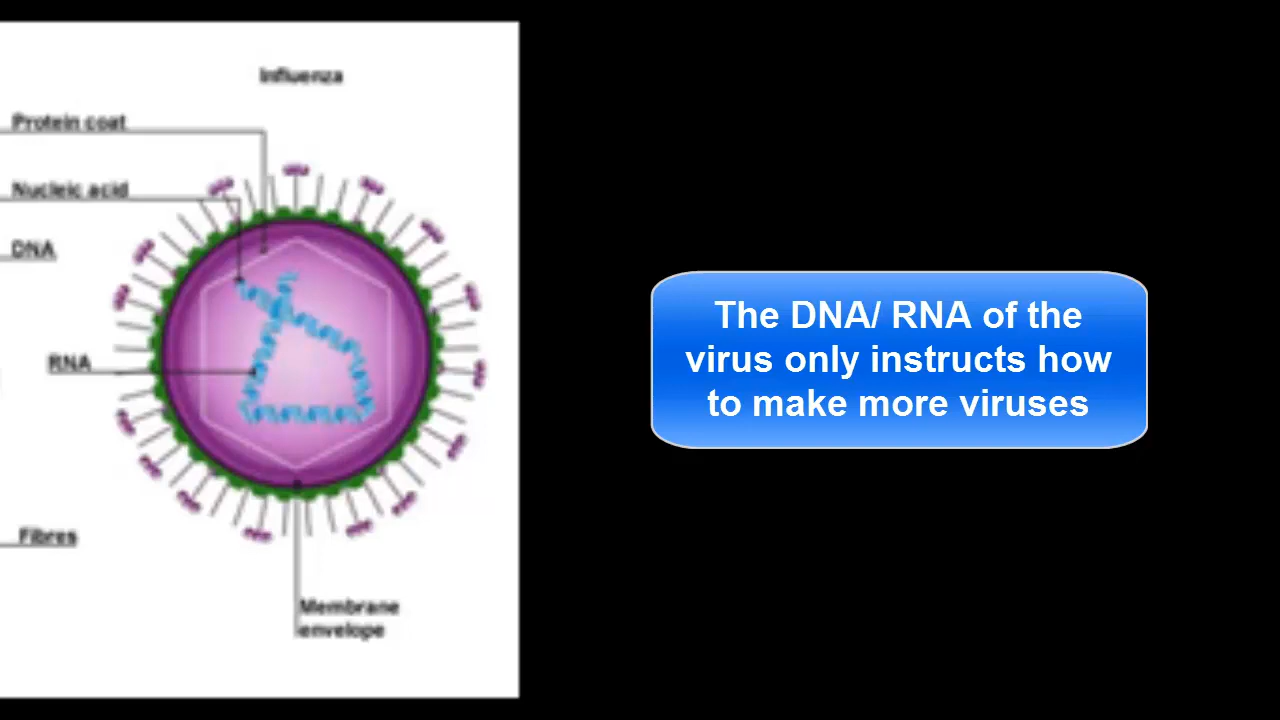 Influenza
Protein coat
Nucleic acid
DNA
RNA
Fibres
Membrane
envelope
The DNA/ RNA of the
virus only instructs how
to make more viruses